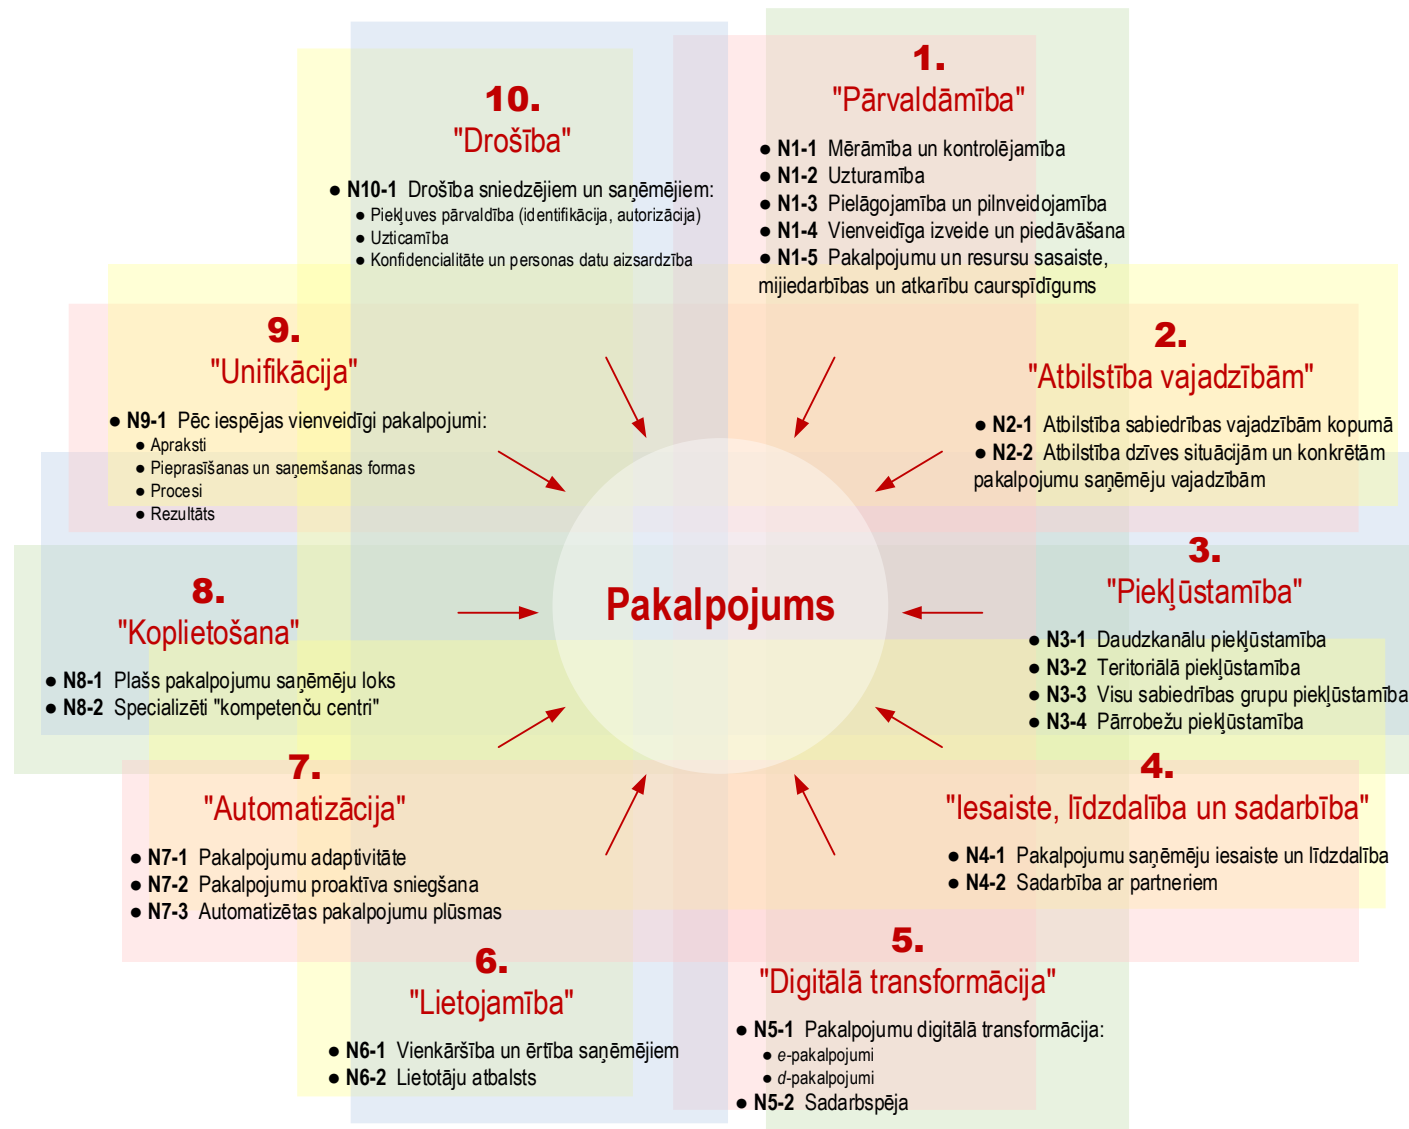 1.
"Pārvaldāmība"
● N1-1 Mērāmība un kontrolējamība
● N1-2 Uzturamība
● N1-3 Pielāgojamība un pilnveidojamība
● N1-4 Vienveidīga izveide un piedāvāšana
● N1-5 Pakalpojumu un resursu sasaiste,
mijiedarbības un atkarību caurspīdīgums
2.
"Atbilstība vajadzībām"
● N2-1 Atbilstība sabiedrības vajadzībām kopumā
● N2-2 Atbilstība dzīves situācijām un konkrētām
pakalpojumu saņēmēju vajadzībām
3.
"Piekļūstamība"
● N3-1 Daudzkanālu piekļūstamība
● N3-2 Teritoriālā piekļūstamība
● N3-3 Visu sabiedrības grupu piekļūstamība
● N3-4 Pārrobežu piekļūstamība
4.
"Iesaiste, līdzdalība un sadarbība"
● N4-1 Pakalpojumu saņēmēju iesaiste un līdzdalība
● N4-2 Sadarbība ar partneriem
5.
"Digitālā transformācija"
● N5-1 Pakalpojumu digitālā transformācija:
● e-pakalpojumi
● d-pakalpojumi
● N5-2 Sadarbspēja
6.
"Lietojamība"
● N6-1 Vienkāršība un ērtība saņēmējiem
● N6-2 Lietotāju atbalsts
7.
"Automatizācija"
● N7-1 Pakalpojumu adaptivitāte
● N7-2 Pakalpojumu proaktīva sniegšana
● N7-3 Automatizētas pakalpojumu plūsmas
8.
"Koplietošana"
● N8-1 Plašs pakalpojumu saņēmēju loks
● N8-2 Specializēti "kompetenču centri"
9.
"Unifikācija"
● N9-1 Pēc iespējas vienveidīgi pakalpojumi:
● Apraksti
● Pieprasīšanas un saņemšanas formas
● Procesi
● Rezultāts
10.
"Drošība"
● N10-1 Drošība sniedzējiem un saņēmējiem:
● Piekļuves pārvaldība (identifikācija, autorizācija)
● Uzticamība
● Konfidencialitāte un personas datu aizsardzība
Pakalpojums